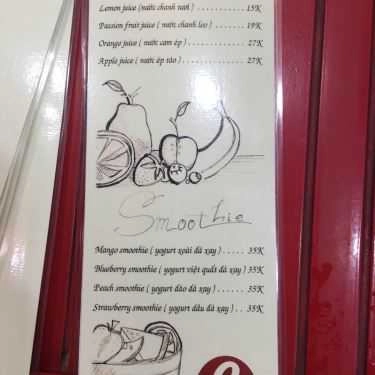 Lemon juice (nước chanh tươi) . . . . . . 15K
Passion fruit juice ( nước chanh leo) . . . . 19K
Orange juice ( nước cam ép ) . . . . . . . . 27K
Apple juice ( nước ép táo) . . . . . . . . . 27K
Smoothie
Mango smoothie (yogurt xoài đá xay) . . . . . 35K
Blueberry smoothie (yogurt việt quất đá xay) . 35K
Peach smoothie ( yogurt đào đá xay) . . . . . 35K
Strawberry smoothie ( yogurt dâu đá xay) . . 35K